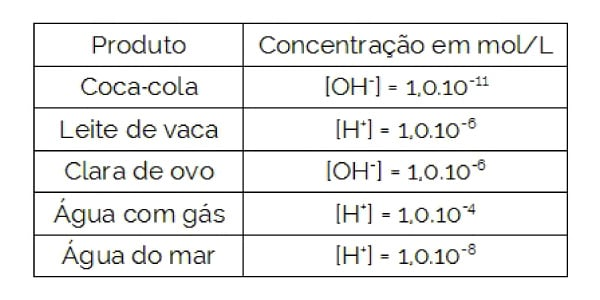 Produto Concentração em mol/L
Coca-cola [OH⁻] = 1,0.10⁻¹¹
Leite de vaca [H⁺] = 1,0.10⁻⁶
Clara de ovo [OH⁻] = 1,0.10⁻⁶
Água com gás [H⁺] = 1,0.10⁻⁴
Água do mar [H⁺] = 1,0.10⁻⁸